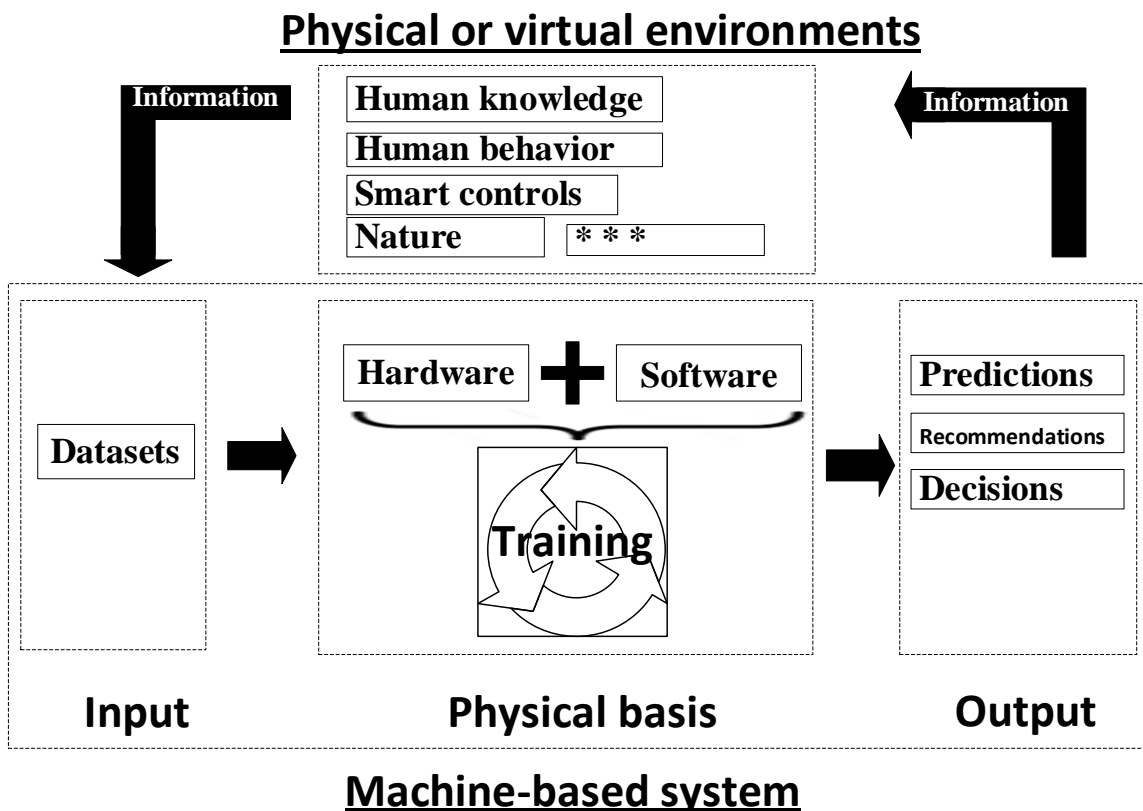 Physical or virtual environments
Information
Human knowledge
Information
Human behavior
Smart controls
Nature
* * *
Hardware
Software
Predictions
Recommendations
Datasets
Decisions
Training
Input
Physical basis
Output
Machine-based system